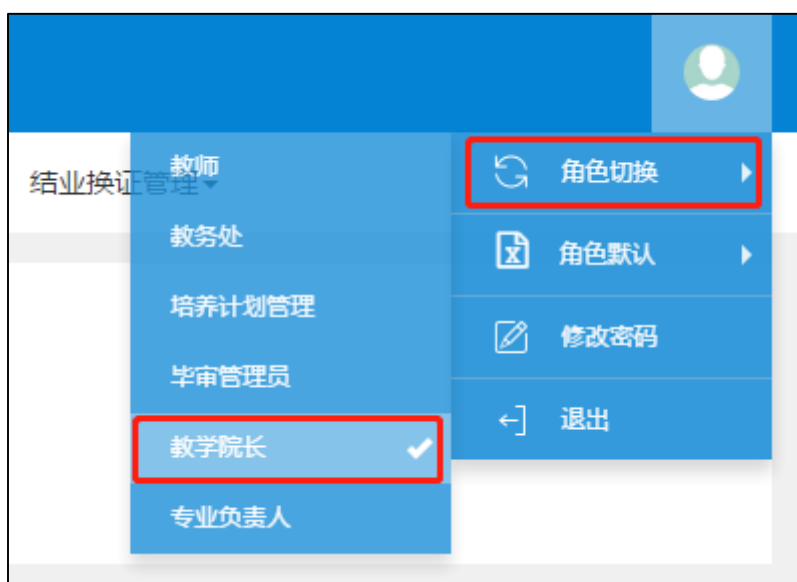 结业换证管理
教师
教务处
培养计划管理
毕审管理员
教学院长
专业负责人
角色切换
角色默认
修改密码
退出